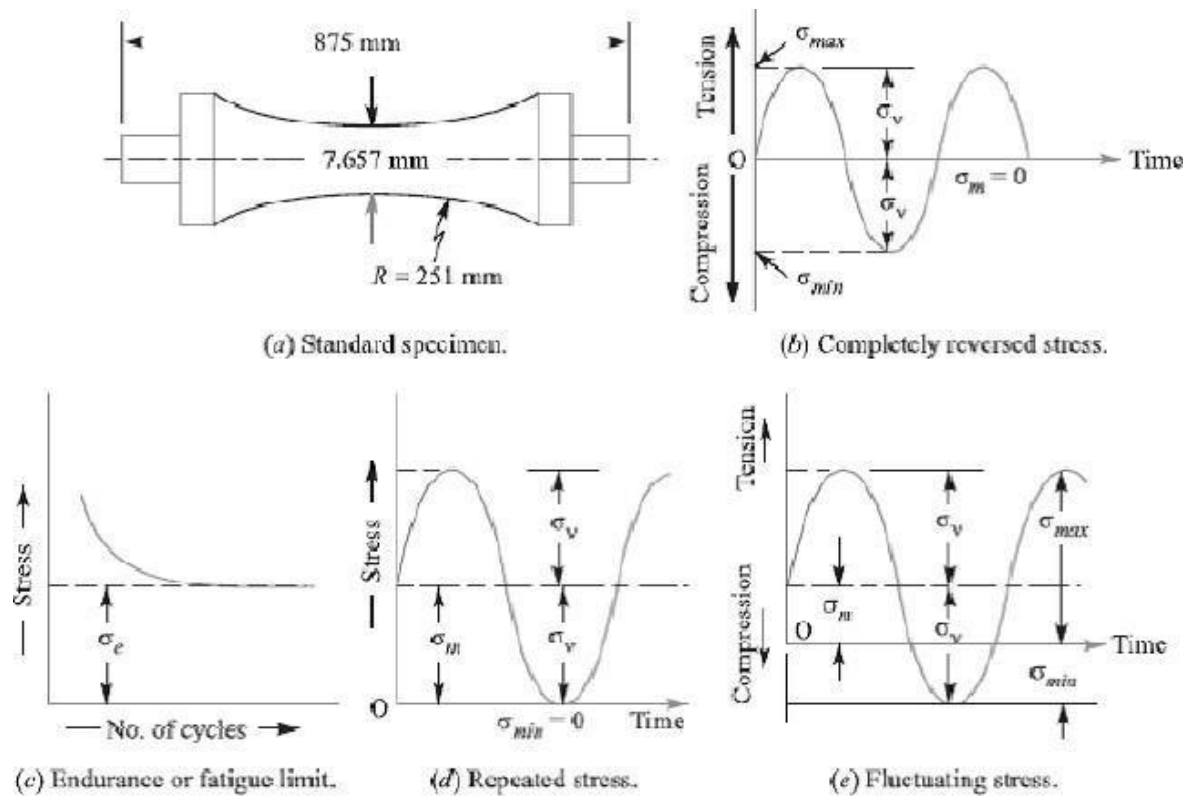 875 mm
7.657 mm
R = 251 mm
(a) Standard specimen.
Tension
Compression
σmax
σv
O
Time
σm = 0
σv
σmin
(b) Completely reversed stress.
Stress
σe
No. of cycles
(c) Endurance or fatigue limit.
Stress
σv
σm
σv
O
σmin = 0
Time
(d) Repeated stress.
Tension
Compression
σv
σmax
σm
σv
O
Time
σmin
(e) Fluctuating stress.